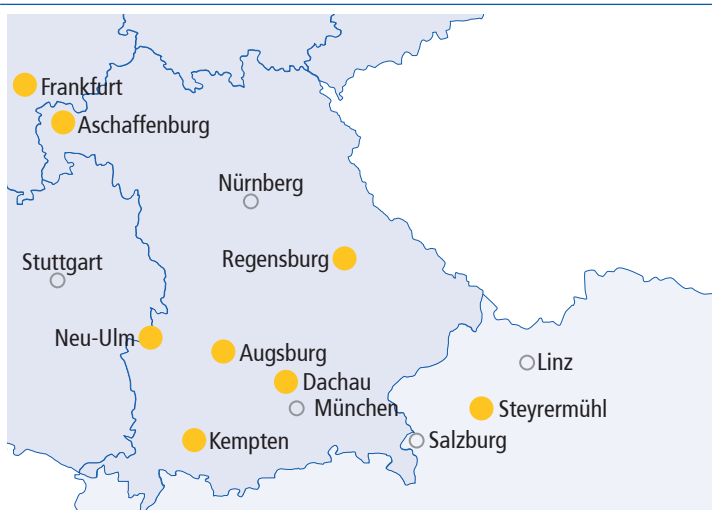 Frankfurt
Aschaffenburg
Nürnberg
Regensburg
Stuttgart
Neu-Ulm
Augsburg
Linz
Dachau
München
Steyrermühl
Kempten
Salzburg